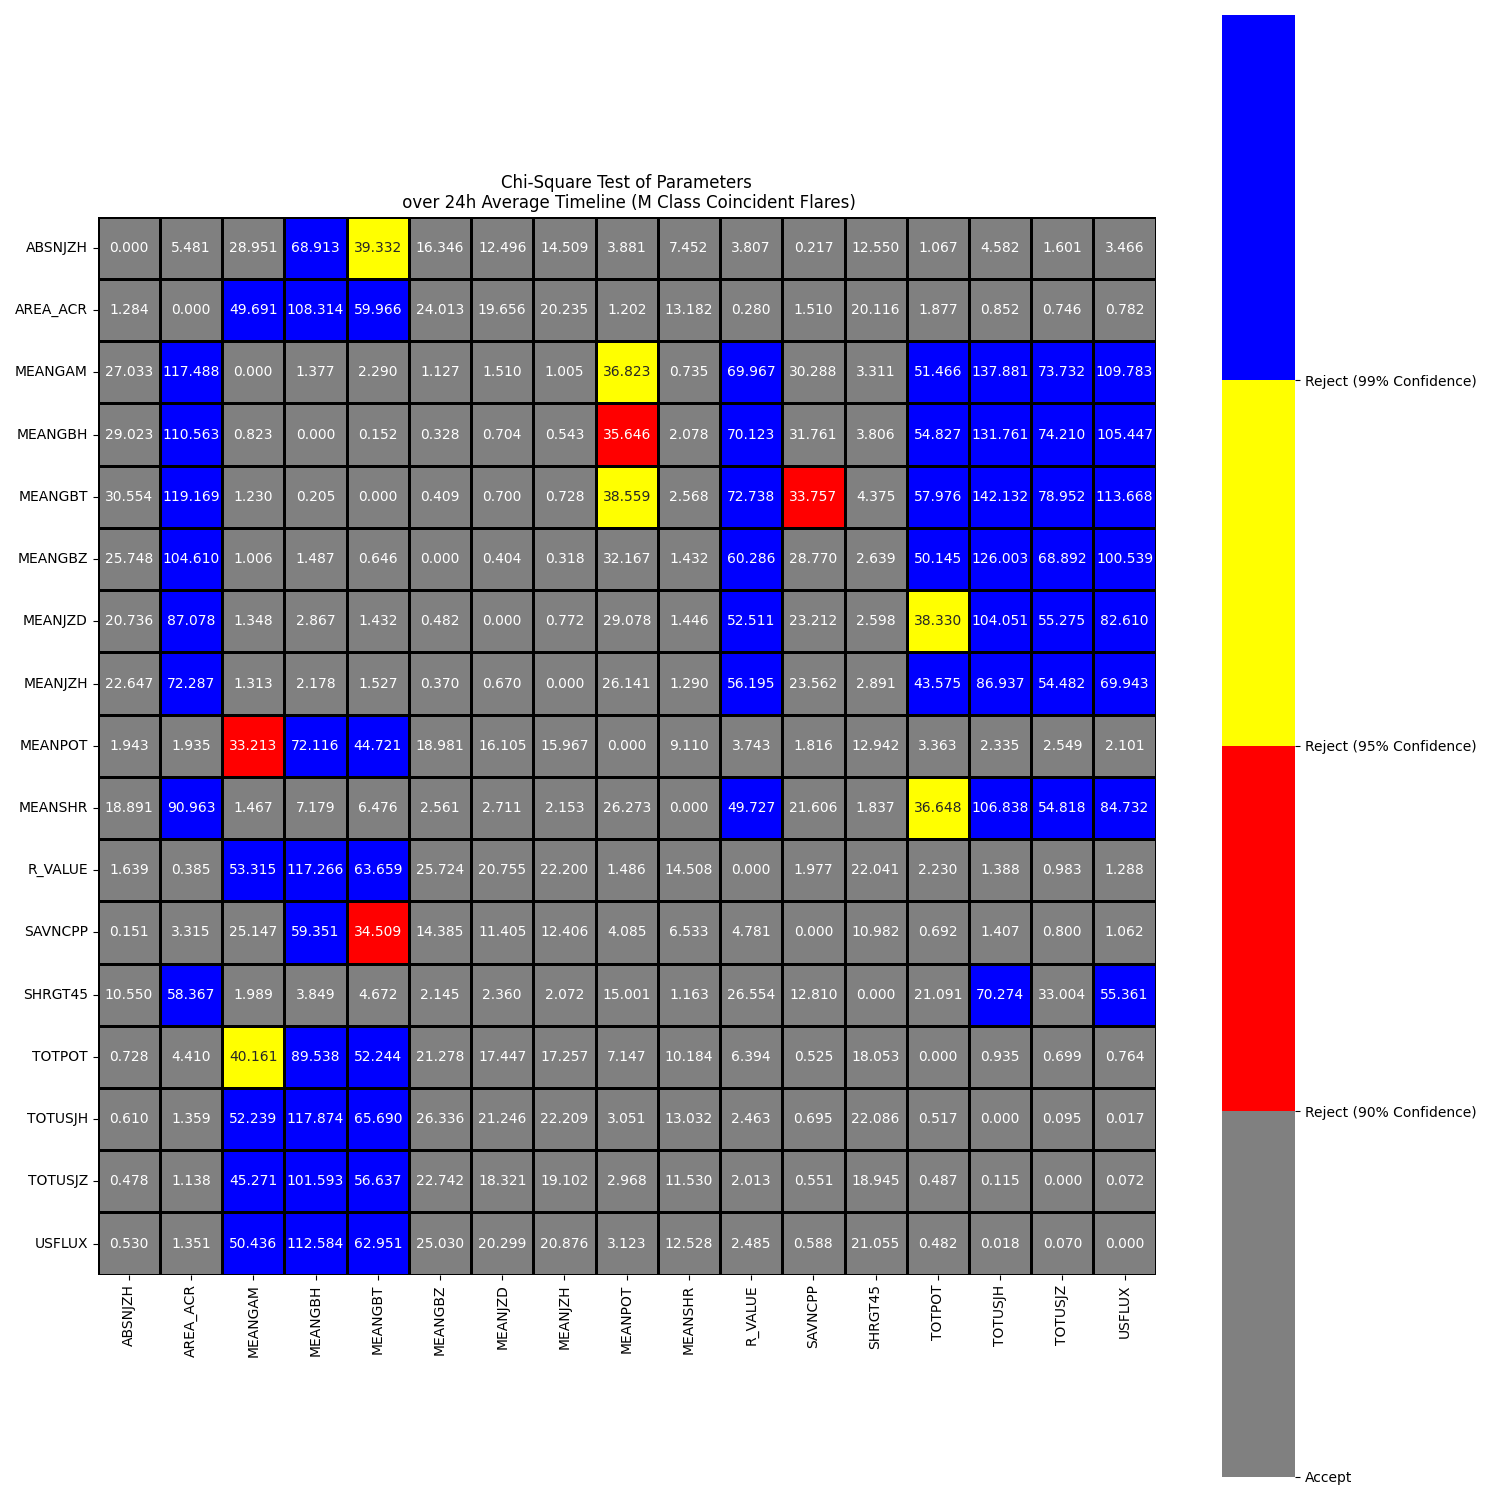 Chi-Square Test of Parameters
over 24h Average Timeline (M Class Coincident Flares)
ABSNJZH 0.000 5.481 28.951 68.913 39.332 16.346 12.496 14.509 3.881 7.452 3.807 0.217 12.550 1.067 4.582 1.601 3.466
AREA_ACR 1.284 0.000 49.691 108.314 59.966 24.013 19.656 20.235 1.202 13.182 0.280 1.510 20.116 1.877 0.852 0.746 0.782
MEANGAM 27.033 117.488 0.000 1.377 2.290 1.127 1.510 1.005 36.823 0.735 69.967 30.288 3.311 51.466 137.881 73.732 109.783
MEANGBH 29.023 110.563 0.823 0.000 0.152 0.328 0.704 0.543 35.646 2.078 70.123 31.761 3.806 54.827 131.761 74.210 105.447
MEANGBT 30.554 119.169 1.230 0.205 0.000 0.409 0.700 0.728 38.559 2.568 72.738 33.757 4.375 57.976 142.132 78.952 113.668
MEANGBZ 25.748 104.610 1.006 1.487 0.646 0.000 0.404 0.318 32.167 1.432 60.286 28.770 2.639 50.145 126.003 68.892 100.539
MEANJZD 20.736 87.078 1.348 2.867 1.432 0.482 0.000 0.772 29.078 1.446 52.511 23.212 2.598 38.330 104.051 55.275 82.610
MEANJZH 22.647 72.287 1.313 2.178 1.527 0.370 0.670 0.000 26.141 1.290 56.195 23.562 2.891 43.575 86.937 54.482 69.943
MEANPOT 1.943 1.935 33.213 72.116 44.721 18.981 16.105 15.967 0.000 9.110 3.743 1.816 12.942 3.363 2.335 2.549 2.101
MEANSHR 18.891 90.963 1.467 7.179 6.476 2.561 2.711 2.153 26.273 0.000 49.727 21.606 1.837 36.648 106.838 54.818 84.732
R_VALUE 1.639 0.385 53.315 117.266 63.659 25.724 20.755 22.200 1.486 14.508 0.000 1.977 22.041 2.230 1.388 0.983 1.288
SAVNCPP 0.151 3.315 25.147 59.351 34.509 14.385 11.405 12.406 4.085 6.533 4.781 0.000 10.982 0.692 1.407 0.800 1.062
SHRGT45 10.550 58.367 1.989 3.849 4.672 2.145 2.360 2.072 15.001 1.163 26.554 12.810 0.000 21.091 70.274 33.004 55.361
TOTPOT 0.728 4.410 40.161 89.538 52.244 21.278 17.447 17.257 7.147 10.184 6.394 0.525 18.053 0.000 0.935 0.699 0.764
TOTUSJH 0.610 1.359 52.239 117.874 65.690 26.336 21.246 22.209 3.051 13.032 2.463 0.695 22.086 0.517 0.000 0.095 0.017
TOTUSJZ 0.478 1.138 45.271 101.593 56.637 22.742 18.321 19.102 2.968 11.530 2.013 0.551 18.945 0.487 0.115 0.000 0.072
USFLUX 0.530 1.351 50.436 112.584 62.951 25.030 20.299 20.876 3.123 12.528 2.485 0.588 21.055 0.482 0.018 0.070 0.000
ABSNJZH AREA_ACR MEANGAM MEANGBH MEANGBT MEANGBZ MEANJZD MEANJZH MEANPOT MEANSHR R_VALUE SAVNCPP SHRGT45 TOTPOT TOTUSJH TOTUSJZ USFLUX
Reject (99% Confidence)
Reject (95% Confidence)
Reject (90% Confidence)
Accept